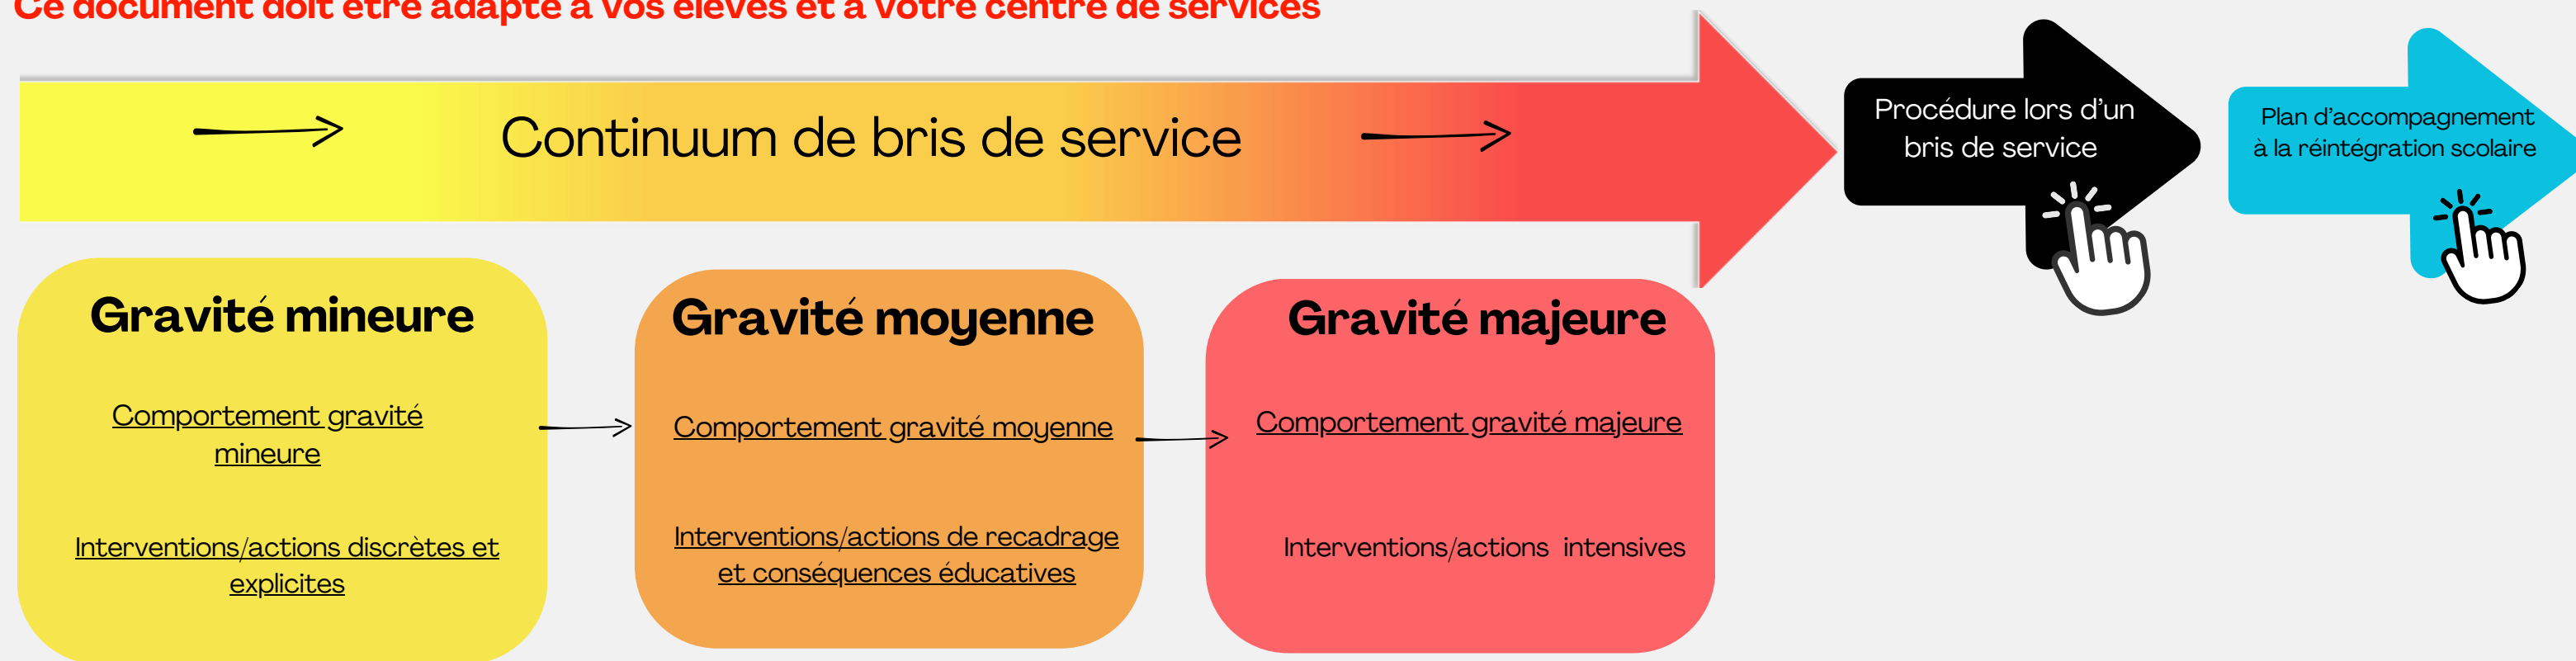 Ce document doit être adapté à vos élèves et à votre centre de services
Continuum de bris de service
Procédure lors d'un
bris de service
Plan d'accompagnement
à la réintégration scolaire
Gravité mineure
Comportement gravité
mineure
Interventions/actions discrètes et
explicites
Gravité moyenne
Comportement gravité moyenne
Interventions/actions de recadrage
et conséquences éducatives
Gravité majeure
Comportement gravité majeure
Interventions/actions intensives